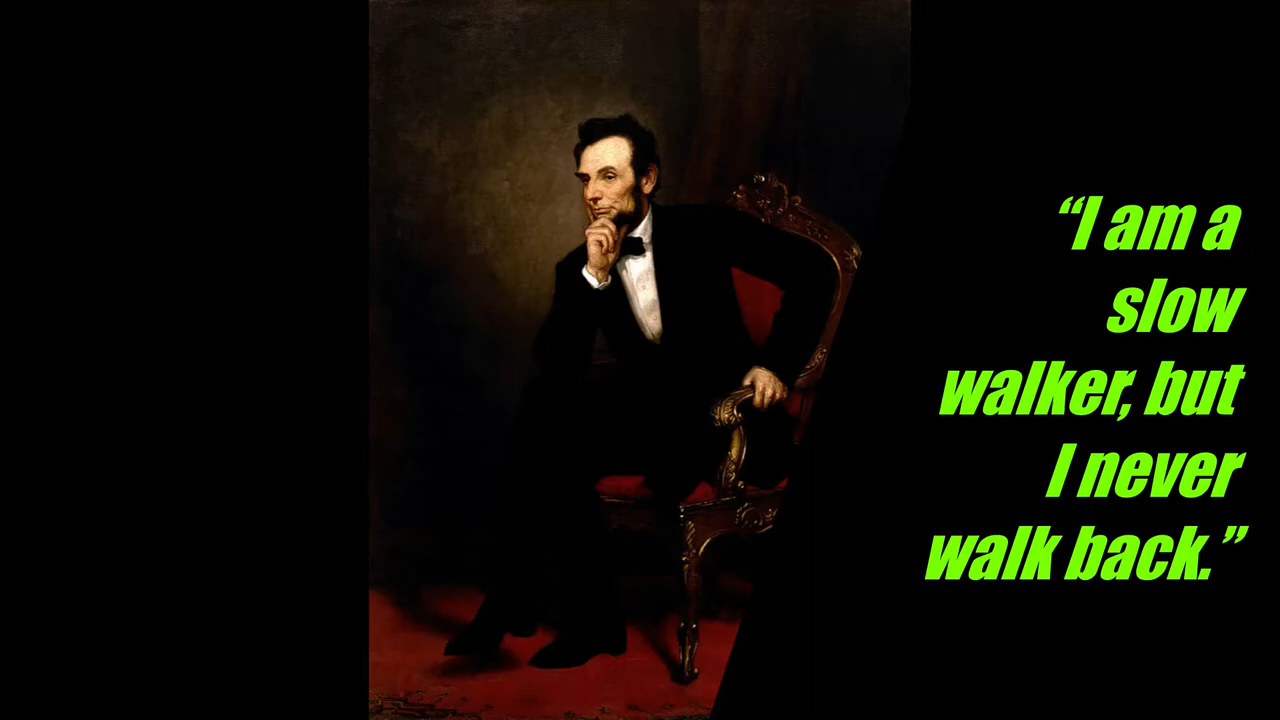 “I am a
slow
walker, but
I never
walk back.”